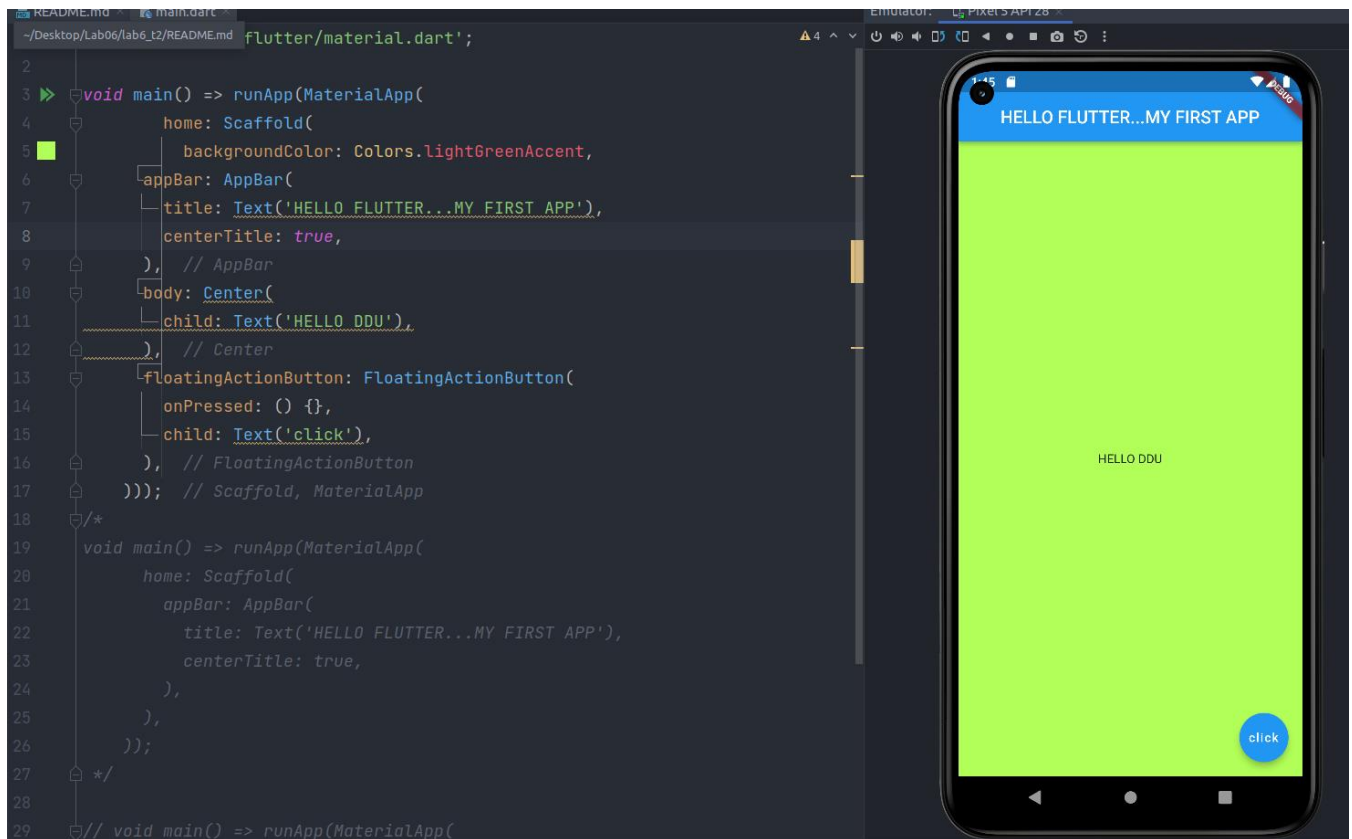 README.md main.dart
~/Desktop/Lab06/lab6_t2/README.md flutter/material.dart';
4
2
3 void main() => runApp(MaterialApp(
4 home: Scaffold(
5 backgroundColor: Colors.lightGreenAccent,
6 appBar: AppBar(
7 title: Text('HELLO FLUTTER...MY FIRST APP'),
8 centerTitle: true,
9 ), // AppBar
10 body: Center(
11 child: Text('HELLO DDU'),
12 ), // Center
13 floatingActionButton: FloatingActionButton(
14 onPressed: () {},
15 child: Text('click'),
16 ), // FloatingActionButton
17 ))); // Scaffold, MaterialApp
18 /*
19 void main() => runApp(MaterialApp(
20 home: Scaffold(
21 appBar: AppBar(
22 title: Text('HELLO FLUTTER...MY FIRST APP'),
23 centerTitle: true,
24 ),
25 ),
26 ));
27 */
28
29 // void main() => runApp(MaterialApp(
Emulator: Pixel 5 API 28
DEBUG
HELLO FLUTTER...MY FIRST APP
HELLO DDU
click